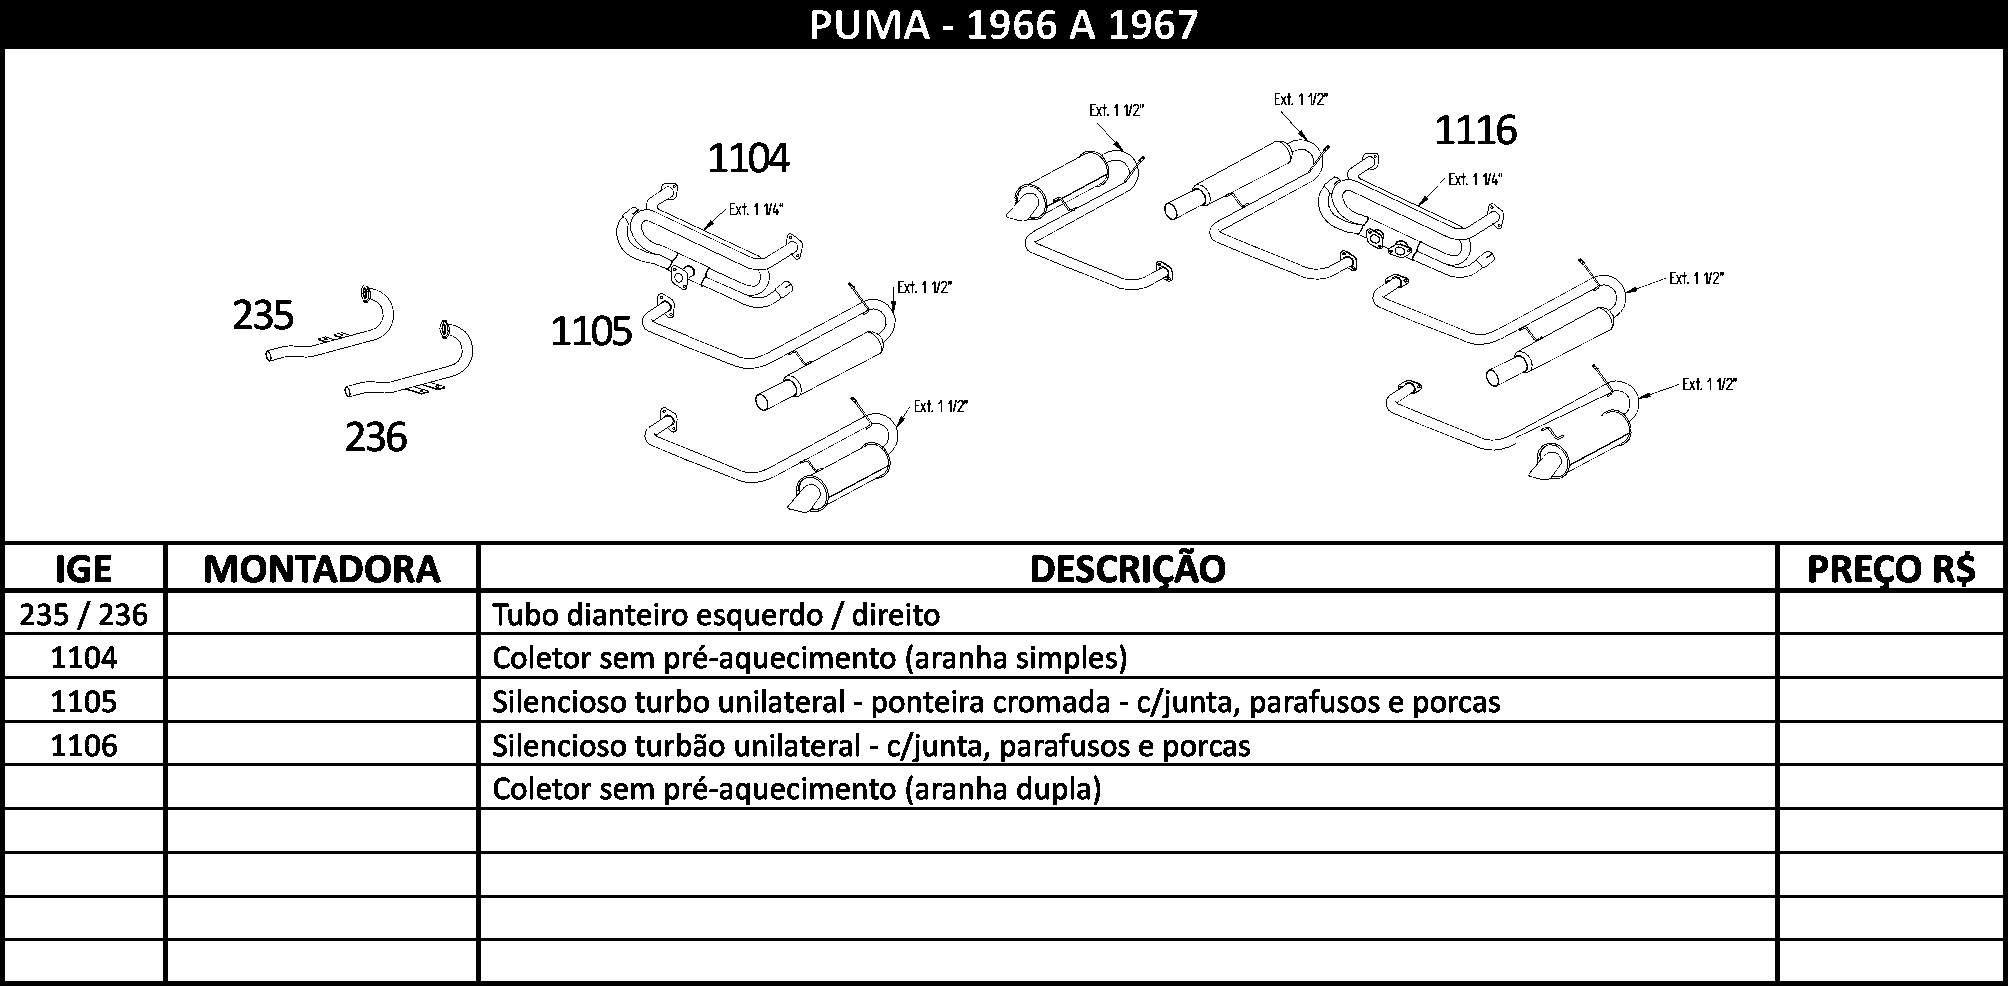 PUMA - 1966 A 1967
Ext. 1 1/2"
Ext. 1 1/2"
1104
1116
Ext. 1 1/4"
Ext. 1 1/4"
235
1105
Ext. 1 1/2"
Ext. 1 1/2"
236
Ext. 1 1/2"
Ext. 1 1/2"
IGE MONTADORA DESCRIÇÃO PREÇO R$
235 / 236 Tubo dianteiro esquerdo / direito
1104 Coletor sem pré-aquecimento (aranha simples)
1105 Silencioso turbo unilateral - ponteira cromada - c/junta, parafusos e porcas
1106 Silencioso turbão unilateral - c/junta, parafusos e porcas
Coletor sem pré-aquecimento (aranha dupla)